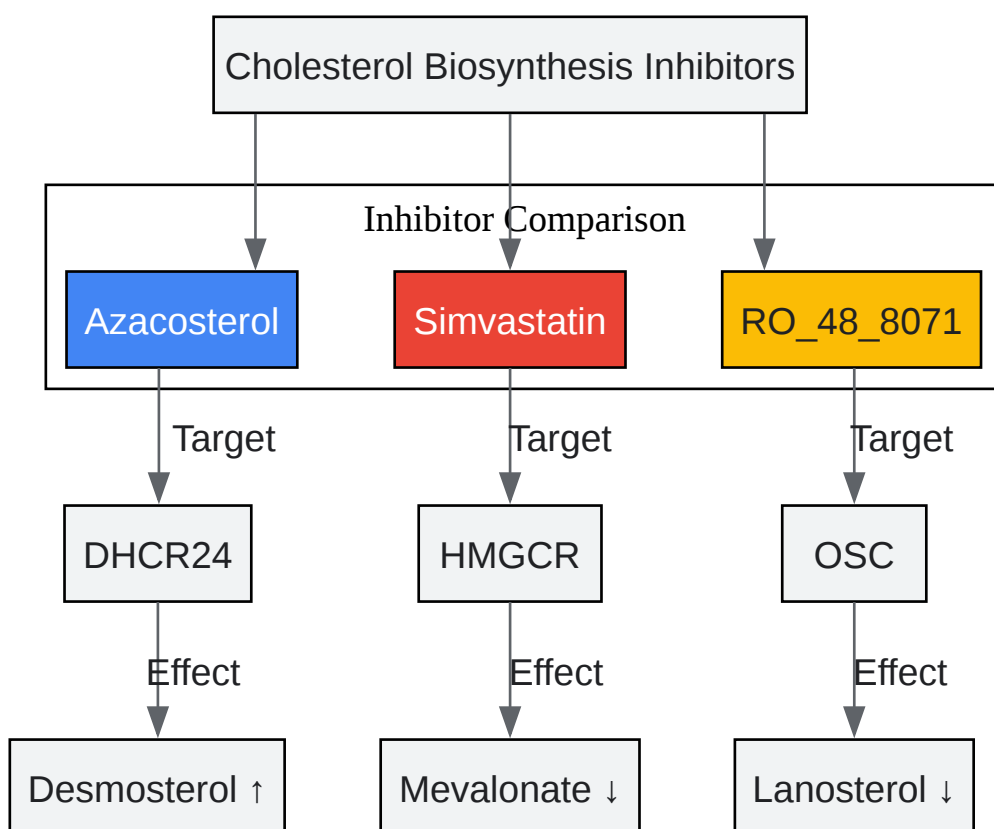 Cholesterol Biosynthesis Inhibitors
Inhibitor Comparison
Azacosterol
Simvastatin
RO_48_8071
Target
Target
Target
DHCR24
HMGCR
OSC
Effect
Effect
Effect
Desmosterol ↑
Mevalonate ↓
Lanosterol ↓